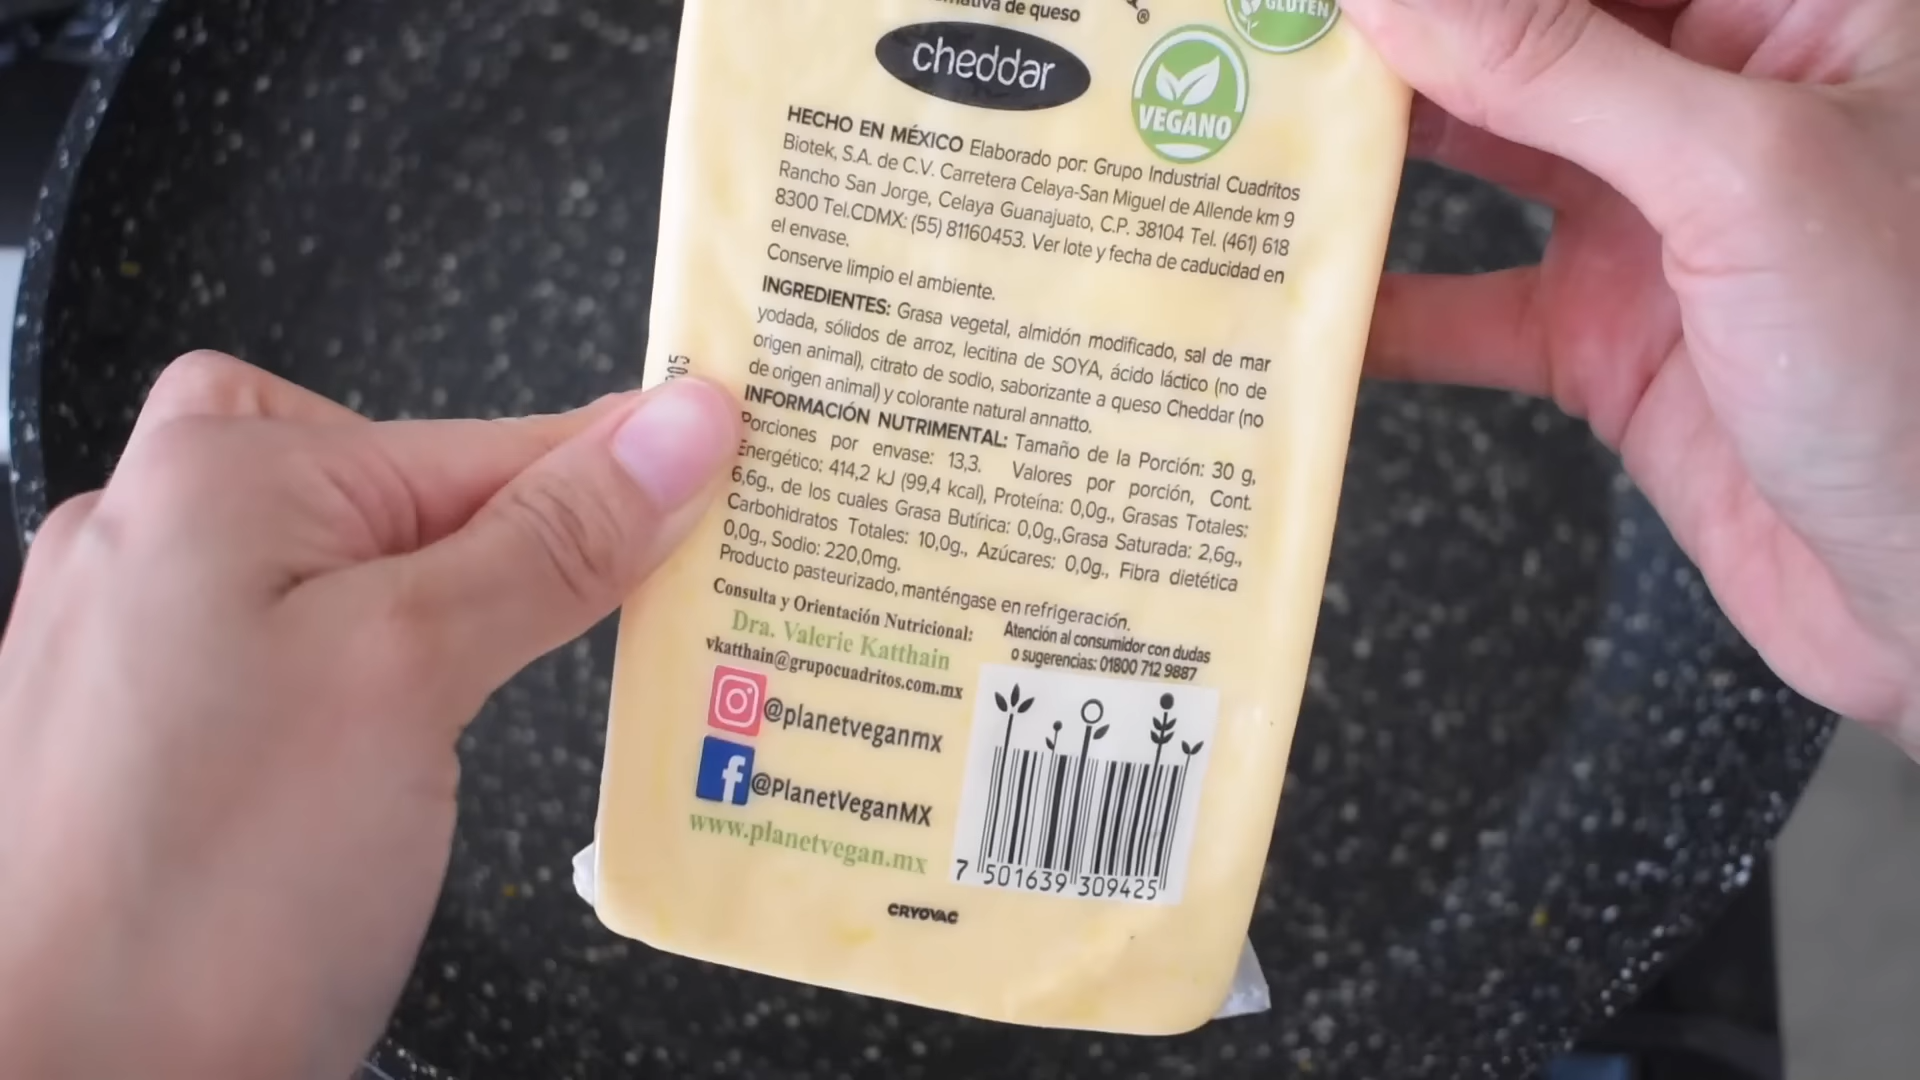 de queso
GLUTEN
cheddar
VEGANO
HECHO EN MÉXICO Elaborado por: Grupo Industrial Cuadritos
Biotek, S.A. de C.V. Carretera Celaya-San Miguel de Allende km 9
Rancho San Jorge, Celaya Guanajuato, C.P. 38104 Tel. (461) 618
8300 Tel.CDMX: (55) 81160453. Ver lote y fecha de caducidad en
el envase.
Conserve limpio el ambiente.
INGREDIENTES: Grasa vegetal, almidón modificado, sal de mar
yodada, sólidos de arroz, lecitina de SOYA, ácido láctico (no de
origen animal), citrato de sodio, saborizante a queso Cheddar (no
de origen animal) y colorante natural annatto.
INFORMACIÓN NUTRIMENTAL: Tamaño de la Porción: 30 g,
Porciones por envase: 13,3. Valores por porción, Cont.
Energético: 414,2 kJ (99,4 kcal), Proteína: 0,0g., Grasas Totales:
6,6g., de los cuales Grasa Butírica: 0,0g.,Grasa Saturada: 2,6g.,
Carbohidratos Totales: 10,0g., Azúcares: 0,0g., Fibra dietética
0,0g., Sodio: 220,0mg.
Producto pasteurizado, manténgase en refrigeración.
Consulta y Orientación Nutricional:
Dra. Valerie Katthain
vkatthain@grupocuadritos.com.mx
Atención al consumidor con dudas
o sugerencias: 01800 712 9887
@planetveganmx
@PlanetVeganMX
www.planetvegan.mx
7 501639 309425
CRYOVAC